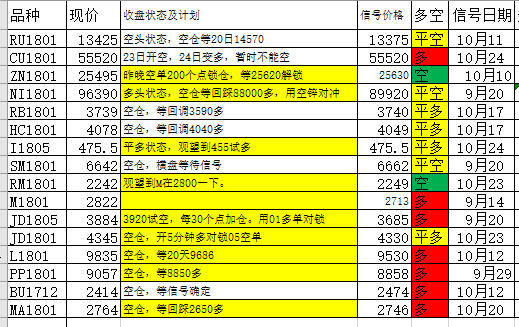 品种 现价 收盘状态及计划 信号价格 多空 信号日期
RU1801 13425 空头状态，空仓等20日14570 13375 平空 10月11
CU1801 55520 23日开空，24日变多，暂时不能空 55520 多 10月24
ZN1801 25495 昨晚空单200个点锁仓，等25620解锁 25630 空 10月10
NI1801 96390 多头状态，空仓等回踩88000多，用空锌对冲 89920 平空 9月20
RB1801 3739 空仓，等回调3590多 3740 平多 10月17
HC1801 4078 空仓，等回调4040多 4049 平多 10月17
I1805 475.5 平多状态，观望到455试多 475.5 平多 10月24
SM1801 6642 空仓，横盘等待信号 6662 平空 9月20
RM1801 2242 观望到M在2800一下。 2249 空 10月23
M1801 2822 2713 多 9月14
JD1805 3884 3920试空，每30个点加仓。用01多单对锁 3685 多 9月20
JD1801 4345 空仓，开5分钟多对锁05空单 4330 平多 10月23
L1801 9835 空仓，等20天9686 9530 多 10月12
PP1801 9057 空仓，等8850多 8858 多 9月29
BU1712 2414 空仓，等信号确定 2474 多 10月12
MA1801 2764 空仓，等回踩2650多 2746 多 10月20